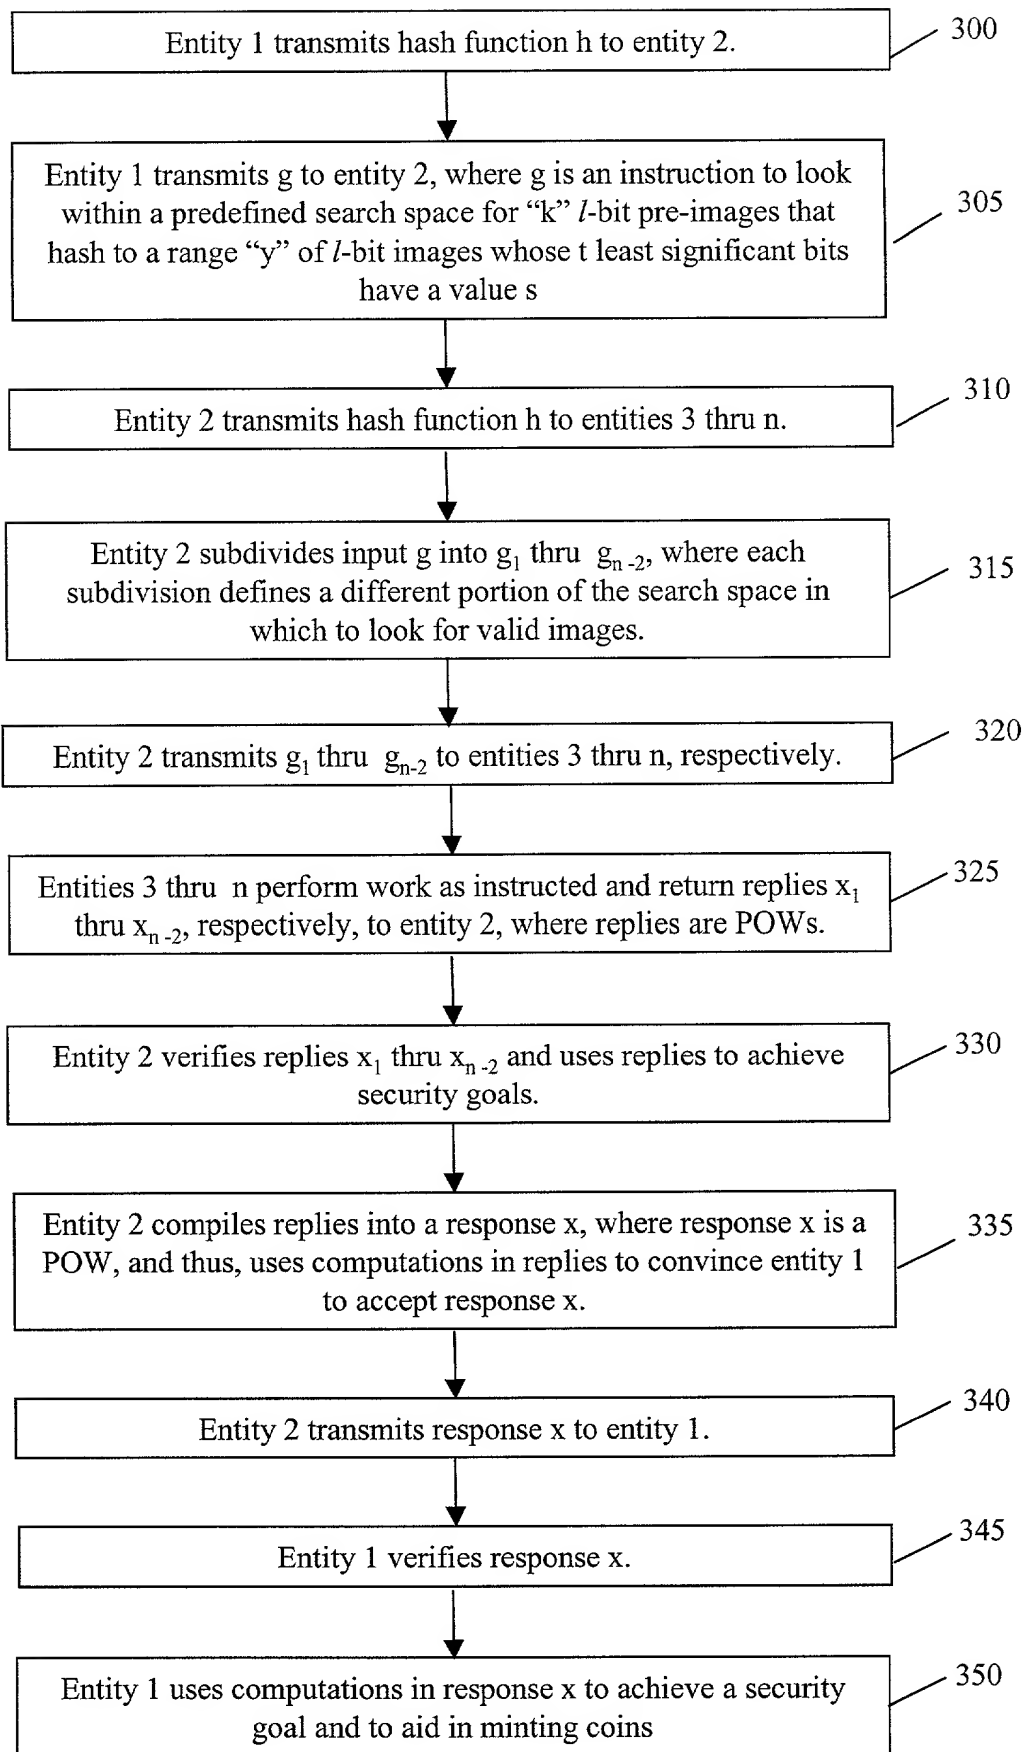 Entity 1 transmits hash function h to entity 2.
300
Entity 1 transmits g to entity 2, where g is an instruction to look
within a predefined search space for “k” l-bit pre-images that
hash to a range “y” of l-bit images whose t least significant bits
have a value s
305
Entity 2 transmits hash function h to entities 3 thru n.
310
Entity 2 subdivides input g into g1 thru gn-2, where each
subdivision defines a different portion of the search space in
which to look for valid images.
315
Entity 2 transmits g1 thru gn-2 to entities 3 thru n, respectively.
320
Entities 3 thru n perform work as instructed and return replies x1
thru xn-2, respectively, to entity 2, where replies are POWs.
325
Entity 2 verifies replies x1 thru xn-2 and uses replies to achieve
security goals.
330
Entity 2 compiles replies into a response x, where response x is a
POW, and thus, uses computations in replies to convince entity 1
to accept response x.
335
Entity 2 transmits response x to entity 1.
340
Entity 1 verifies response x.
345
Entity 1 uses computations in response x to achieve a security
goal and to aid in minting coins
350